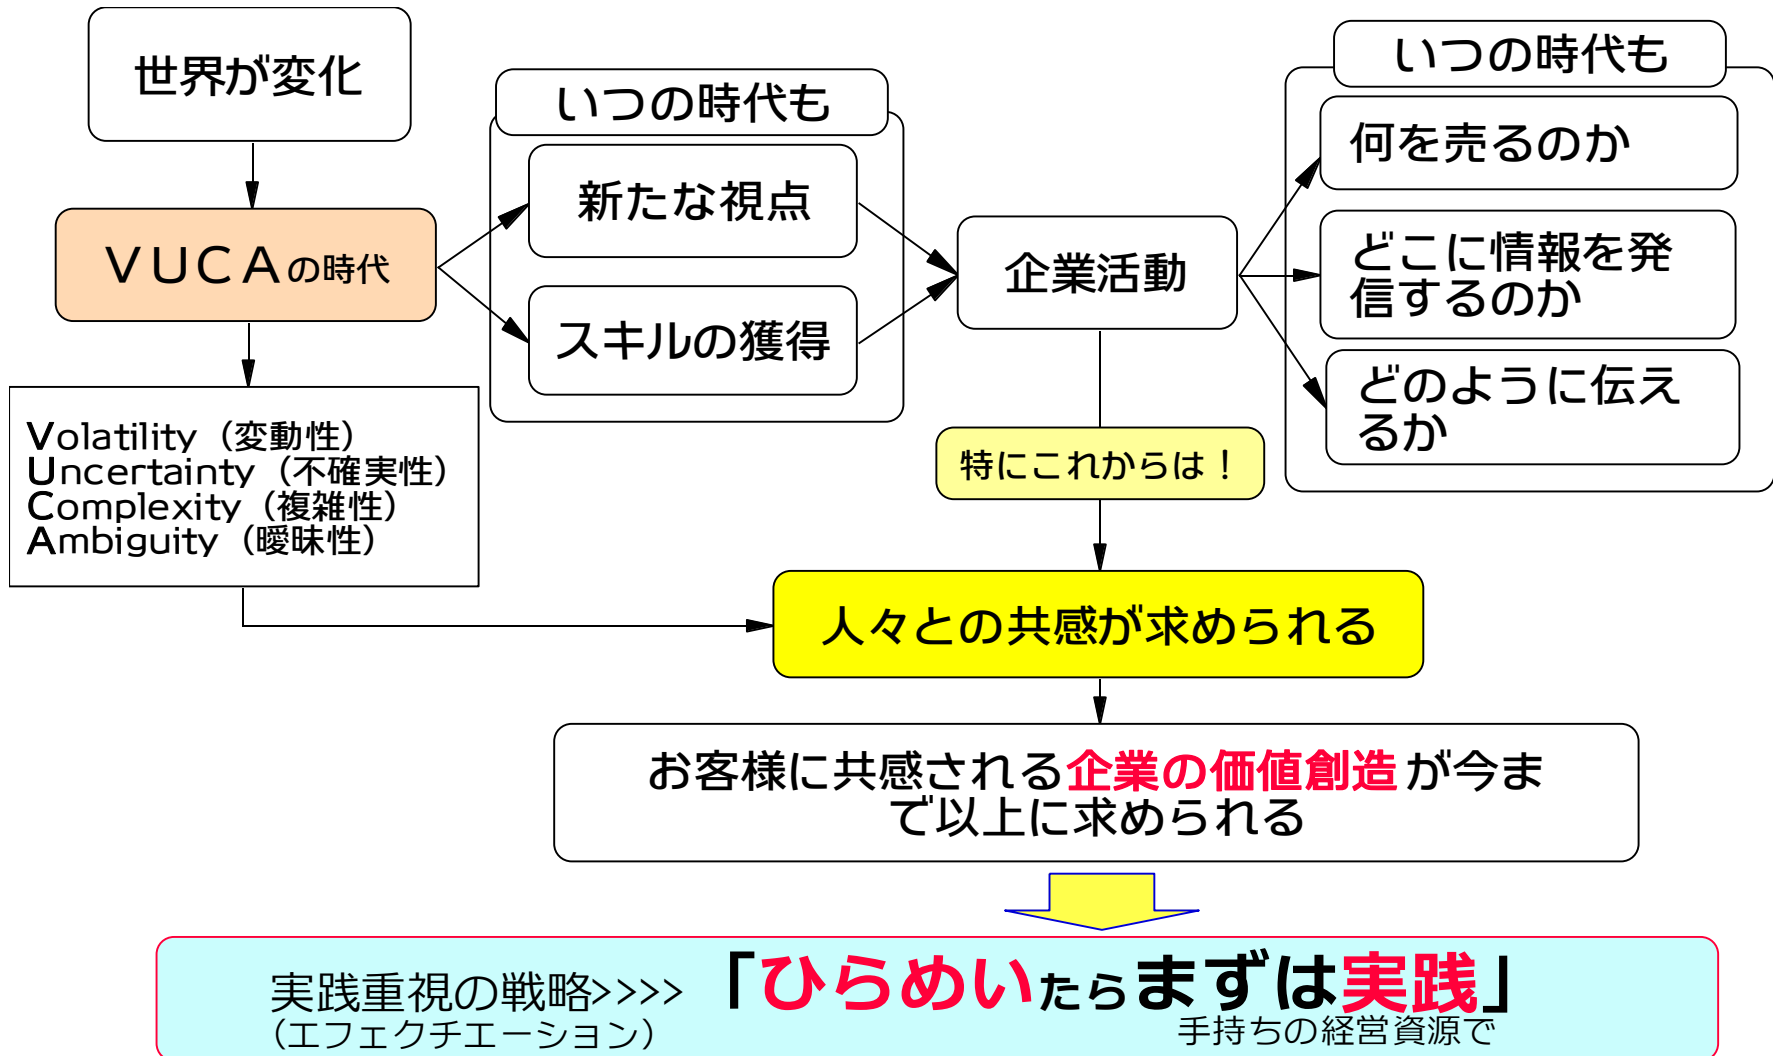 世界が変化
ＶＵＣＡの時代
Volatility（変動性）
Uncertainty（不確実性）
Complexity（複雑性）
Ambiguity（曖昧性）
いつの時代も
新たな視点
スキルの獲得
企業活動
いつの時代も
何を売るのか
どこに情報を発
信するのか
どのように伝え
るか
特にこれからは！
人々との共感が求められる
お客様に共感される企業の価値創造が今ま
で以上に求められる
実践重視の戦略>>>>「ひらめいたらまずは実践」
（エフェクチエーション）
手持ちの経営資源で